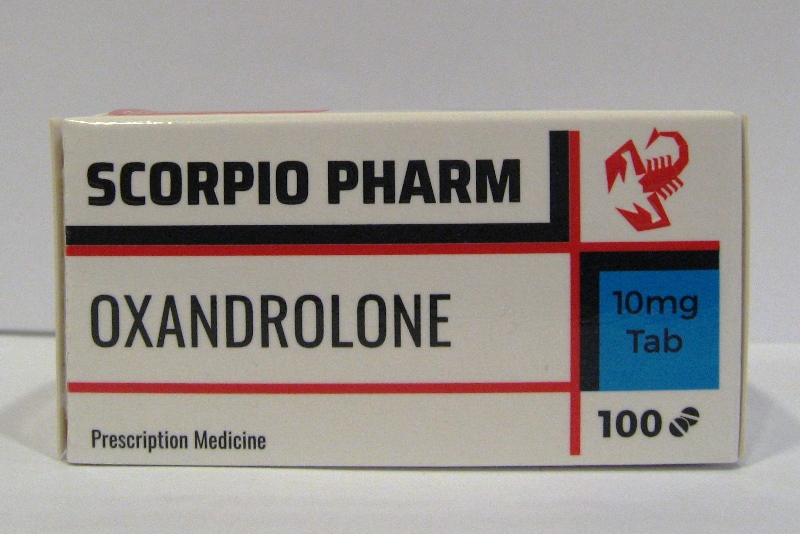 SCORPIO PHARM
OXANDROLONE
10mg
Tab
Prescription Medicine
100